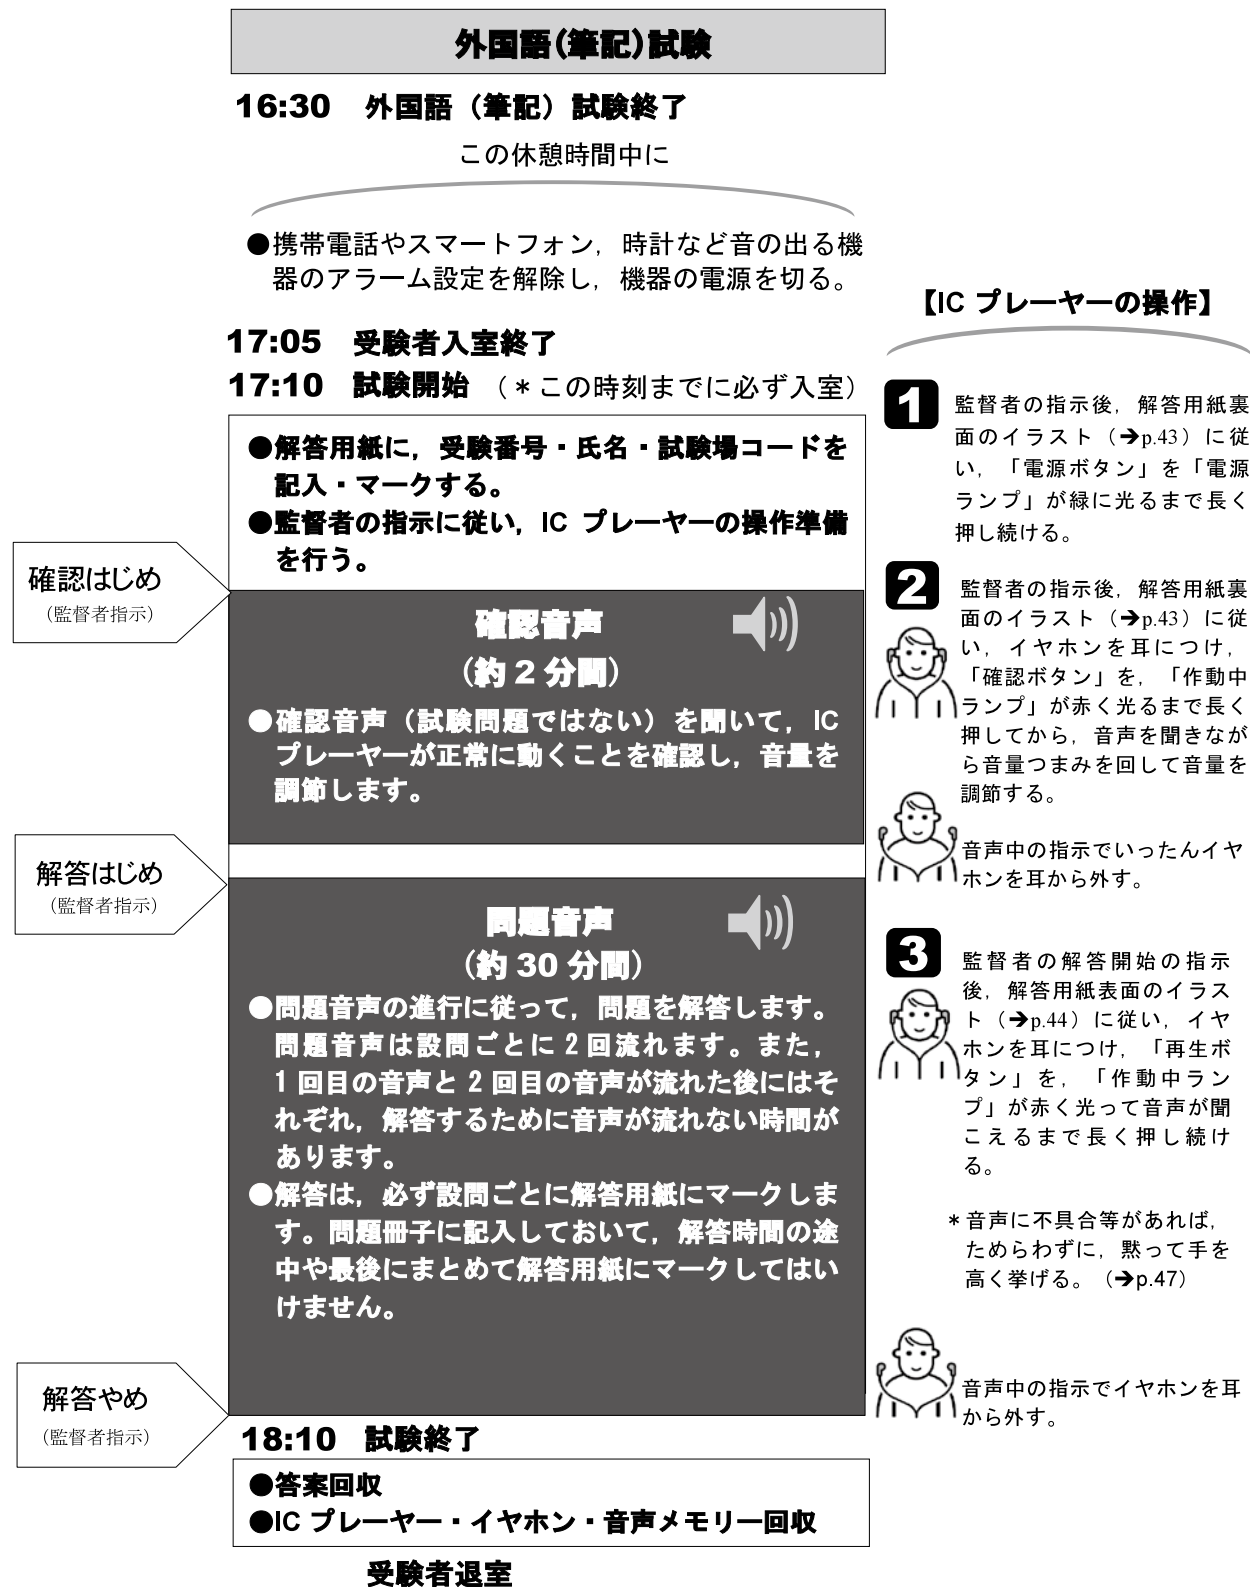 外国語(筆記)試験
16:30 外国語（筆記）試験終了
この休憩時間中に
●携帯電話やスマートフォン，時計など音の出る機
器のアラーム設定を解除し，機器の電源を切る。
17:05 受験者入室終了
17:10 試験開始 （＊この時刻までに必ず入室）
●解答用紙に，受験番号・氏名・試験場コードを
記入・マークする。
●監督者の指示に従い，IC プレーヤーの操作準備
を行う。
確認はじめ
（監督者指示）
確認音声
（約 2 分間）
●確認音声（試験問題ではない）を聞いて，IC
プレーヤーが正常に動くことを確認し，音量を
調節します。
解答はじめ
（監督者指示）
問題音声
（約 30 分間）
●問題音声の進行に従って，問題を解答します。
問題音声は設問ごとに 2 回流れます。また，
1 回目の音声と 2 回目の音声が流れた後にはそ
れぞれ，解答するために音声が流れない時間が
あります。
●解答は，必ず設問ごとに解答用紙にマークしま
す。問題冊子に記入しておいて，解答時間の途
中や最後にまとめて解答用紙にマークしてはい
けません。
解答やめ
（監督者指示）
18:10 試験終了
●答案回収
●IC プレーヤー・イヤホン・音声メモリー回収
受験者退室
【IC プレーヤーの操作】
1
監督者の指示後，解答用紙裏
面のイラスト（➔p.43）に従
い，「電源ボタン」を「電源
ランプ」が緑に光るまで長く
押し続ける。
2
監督者の指示後，解答用紙裏
面のイラスト（➔p.43）に従
い，イヤホンを耳につけ，
「確認ボタン」を，「作動中
ランプ」が赤く光るまで長く
押してから，音声を聞きなが
ら音量つまみを回して音量を
調節する。
音声中の指示でいったんイヤ
ホンを耳から外す。
3
監督者の解答開始の指示
後，解答用紙表面のイラス
ト（➔p.44）に従い，イヤ
ホンを耳につけ，「再生ボ
タン」を，「作動中ラン
プ」が赤く光って音声が聞
こえるまで長く押し続け
る。
＊音声に不具合等があれば，
ためらわずに，黙って手を
高く挙げる。（➔p.47）
音声中の指示でイヤホンを耳
から外す。